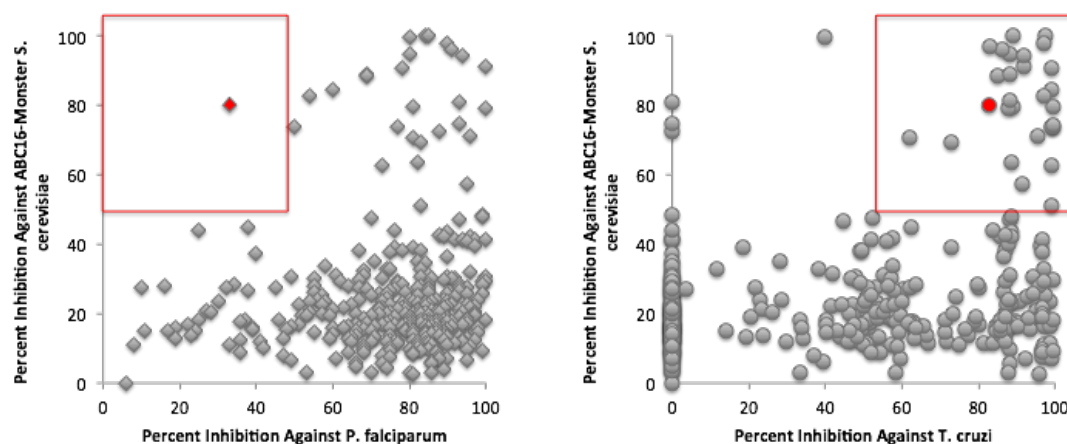 Percent Inhibition Against ABC16-Monster S.
cerevisiae
100
80
60
40
20
0
0 20 40 60 80 100
Percent Inhibition Against P. falciparum
Percent Inhibition Against ABC16-Monster S.
cerevisiae
100
80
60
40
20
0
0 20 40 60 80 100
Percent Inhibition Against T. cruzi